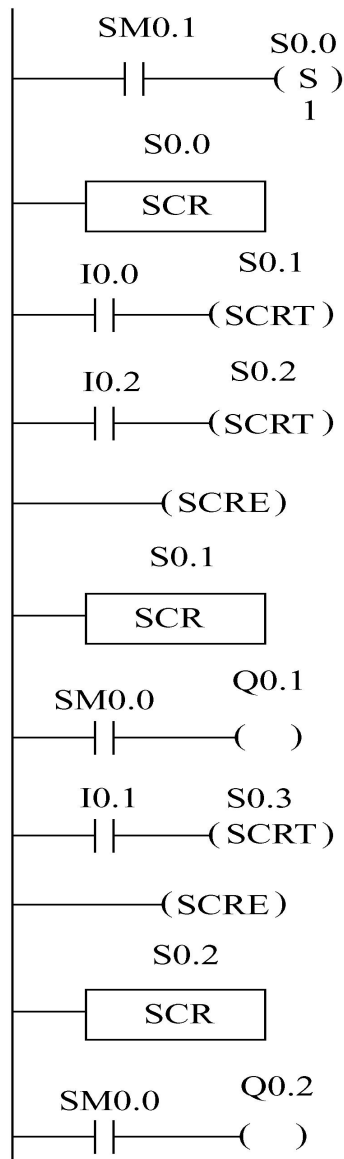 SM0.1 S0.0
( S )
1
S0.0
SCR
I0.0 S0.1
(SCRT)
I0.2 S0.2
(SCRT)
(SCRE)
S0.1
SCR
SM0.0 Q0.1
( )
I0.1 S0.3
(SCRT)
(SCRE)
S0.2
SCR
SM0.0 Q0.2
( )